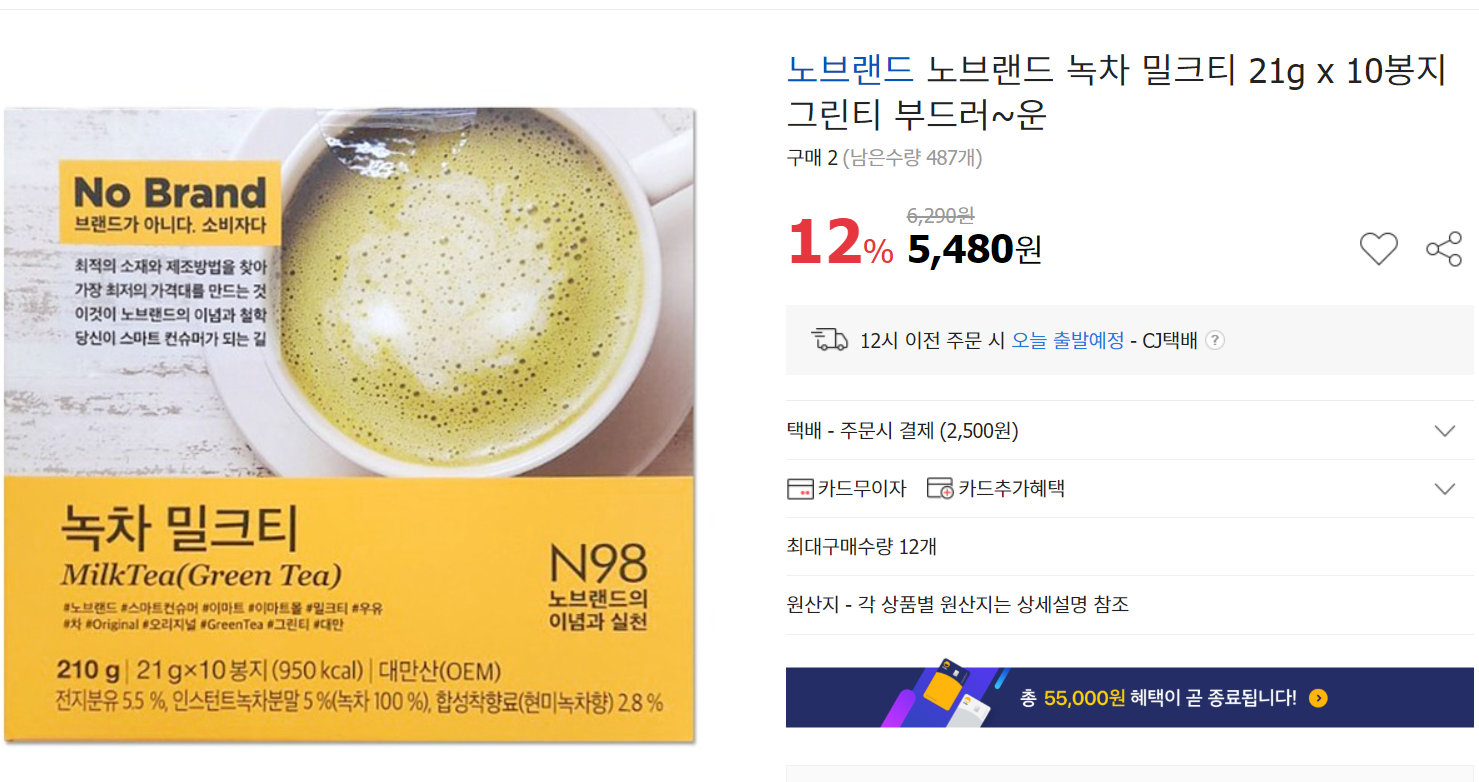 노브랜드 노브랜드 녹차 밀크티 21g x 10봉지
그린티 부드러~운
구매 2 (남은수량 487개)
12% 6,290원
5,480원
12시 이전 주문 시 오늘 출발예정 - CJ택배 ?
택배 - 주문시 결제 (2,500원)
카드무이자 카드추가혜택
최대구매수량 12개
원산지 - 각 상품별 원산지는 상세설명 참조
총 55,000원 혜택이 곧 종료됩니다!
No Brand
브랜드가 아니다. 소비자다
최적의 소재와 제조방법을 찾아
가장 최저의 가격대를 만드는 것
이것이 노브랜드의 이념과 철학
당신이 스마트 컨슈머가 되는 길
녹차 밀크티
MilkTea(Green Tea)
#노브랜드 #스마트컨슈머 #이마트 #이마트몰 #밀크티 #우유
#차 #Original #오리지널 #GreenTea #그린티 #대만
N98
노브랜드의
이념과 실천
210 g | 21 g×10 봉지 (950 kcal) | 대만산(OEM)
전지분유 5.5 %, 인스턴트녹차분말 5 %(녹차 100 %), 합성착향료(현미녹차향) 2.8 %